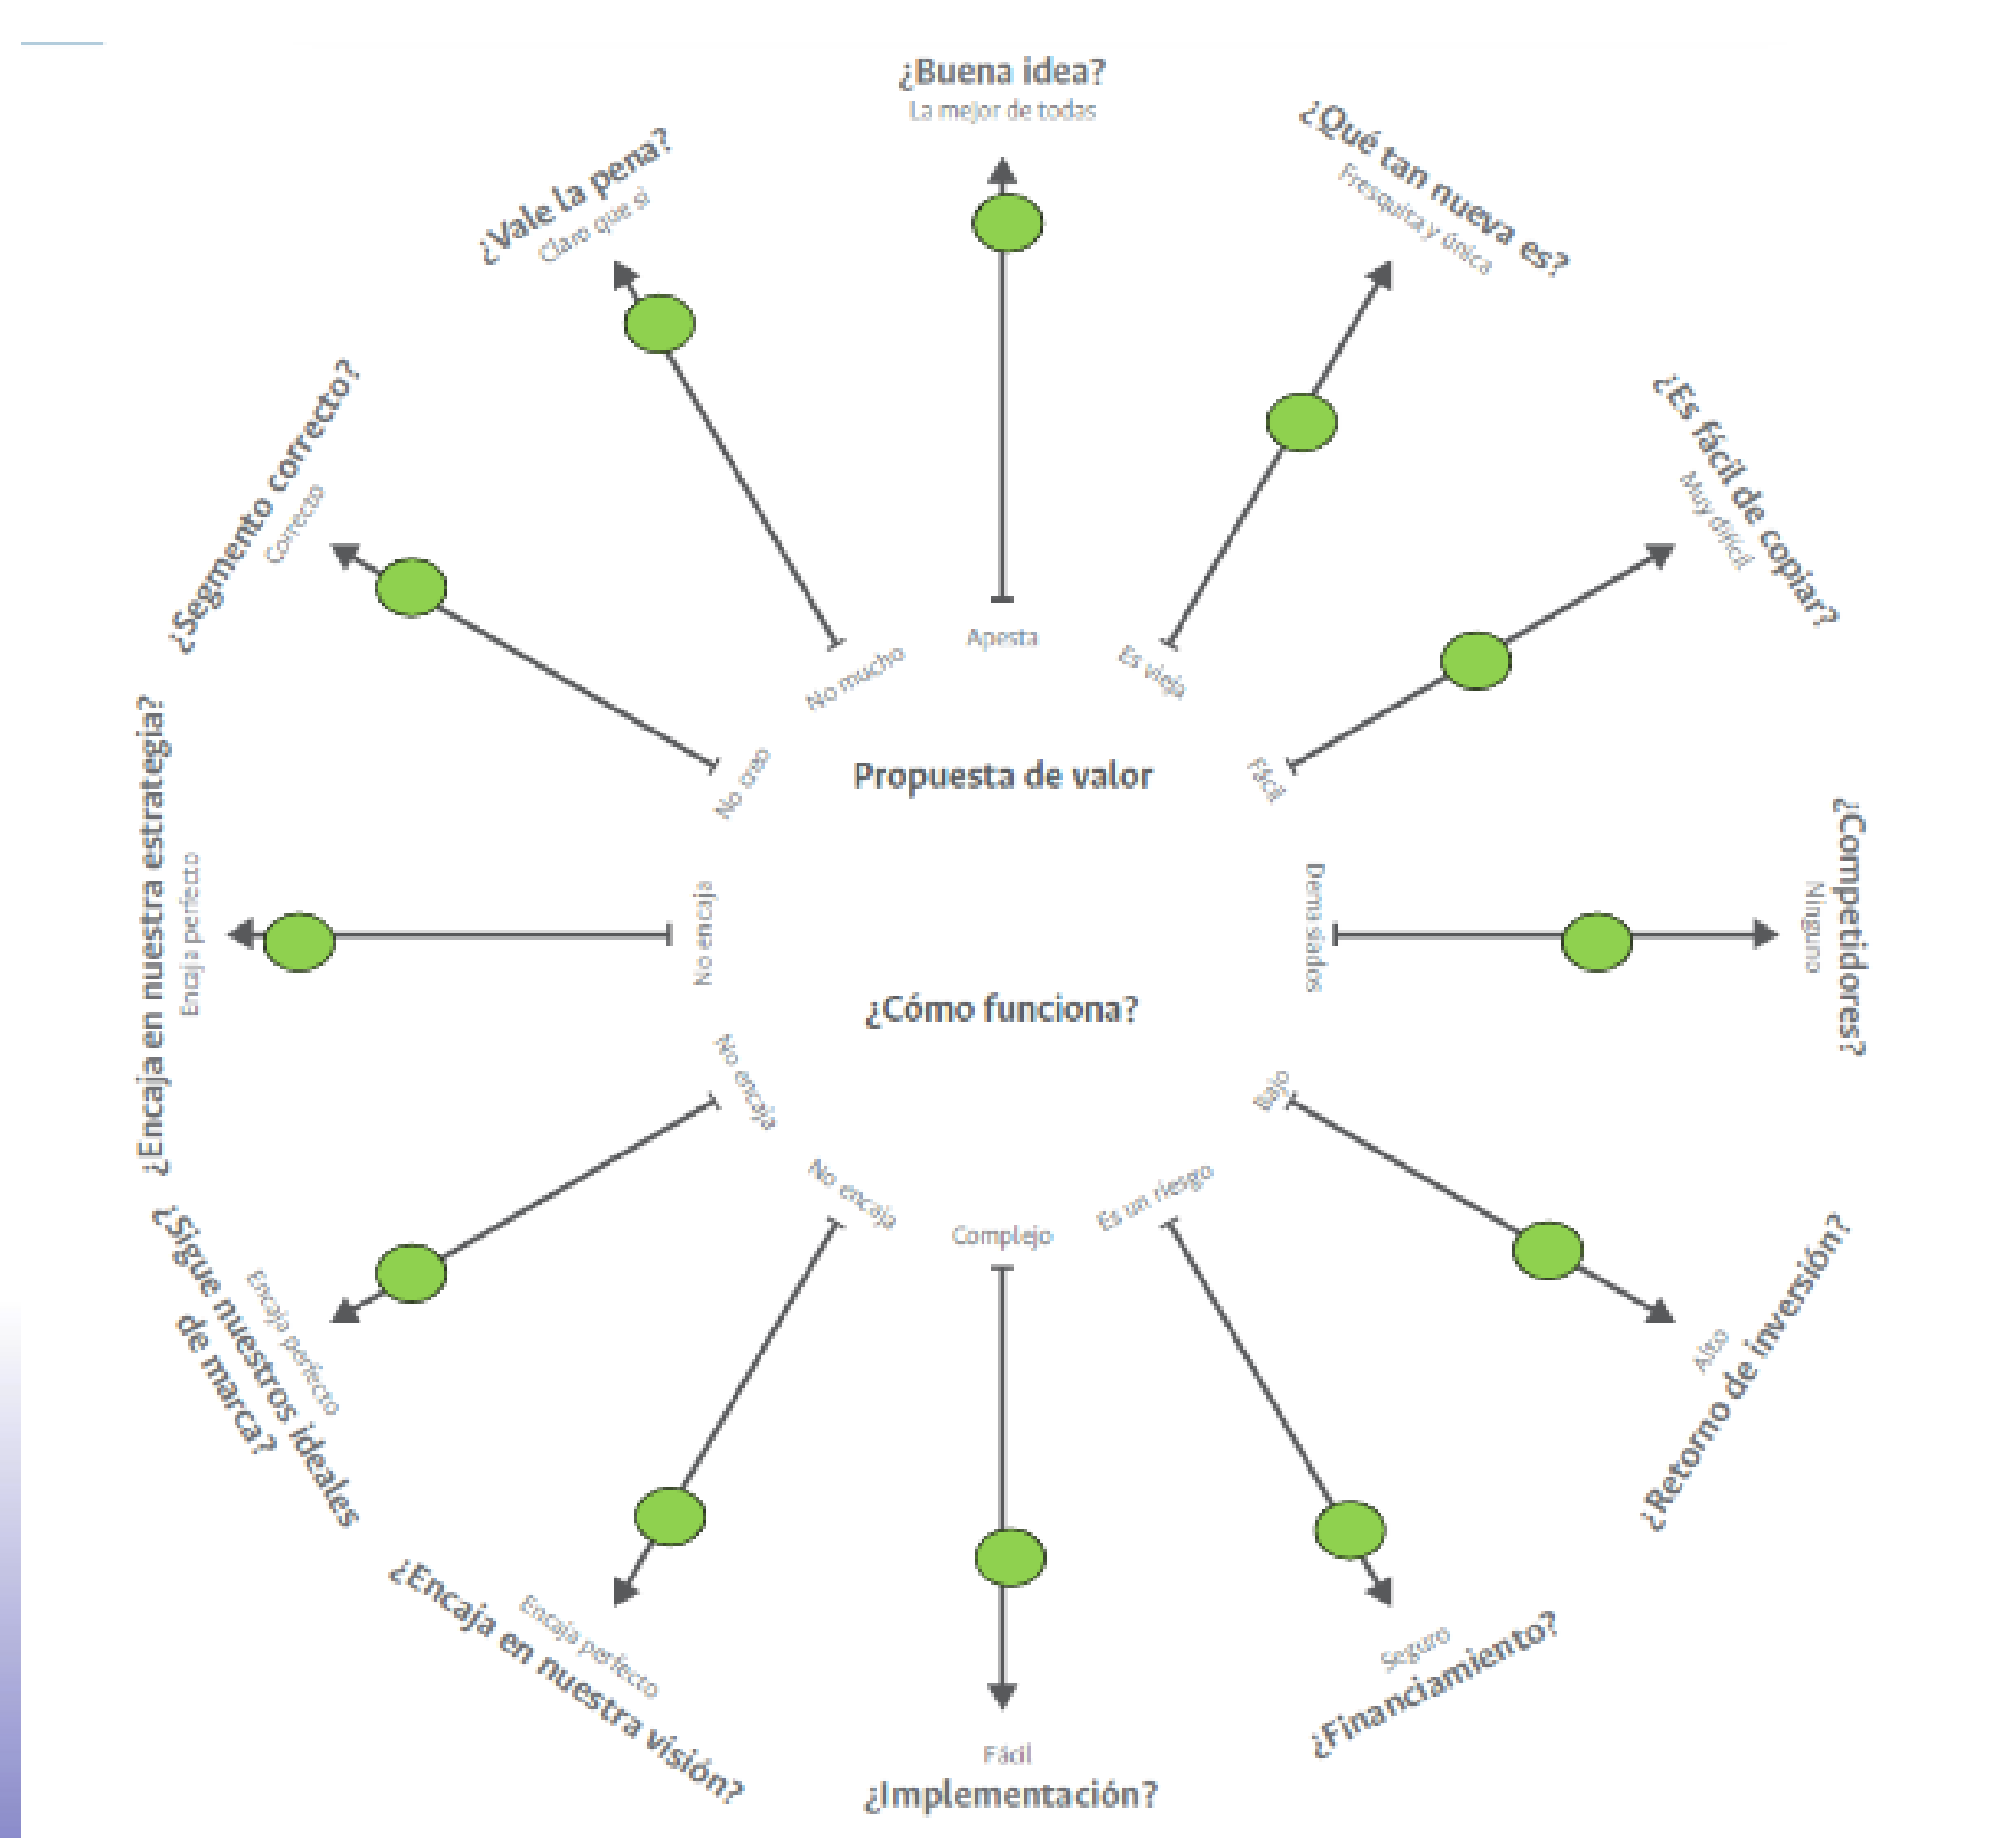 ¿Buena idea?
La mejor de todas
¿Qué tan nueva es?
Fresquita y única
¿Es fácil de copiar?
Muy difícil
¿Competidores?
Ninguno
¿Retorno de inversión?
Alto
¿Financiamiento?
Seguro
¿Implementación?
Fácil
¿Encaja en nuestra visión?
Encaja perfecto
¿Sigue nuestros ideales
de marca?
Encaja perfecto
¿Encaja en nuestra estrategia?
Encaja perfecto
¿Segmento correcto?
Correcto
¿Vale la pena?
Claro que sí
Apesta
Es vieja
Fácil
Demasiados
Bajo
Es un riesgo
Complejo
No encaja
No encaja
No encaja
No creo
No mucho
Propuesta de valor
¿Cómo funciona?